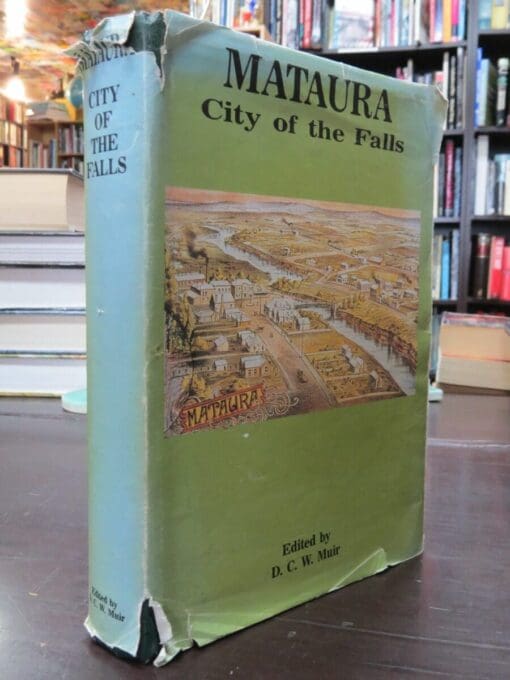 MATAURA
CITY
OF
THE
FALLS
Edited by
D. C. W. Muir
MATAURA
City of the Falls
MATAURA
Edited by
D. C. W. Muir